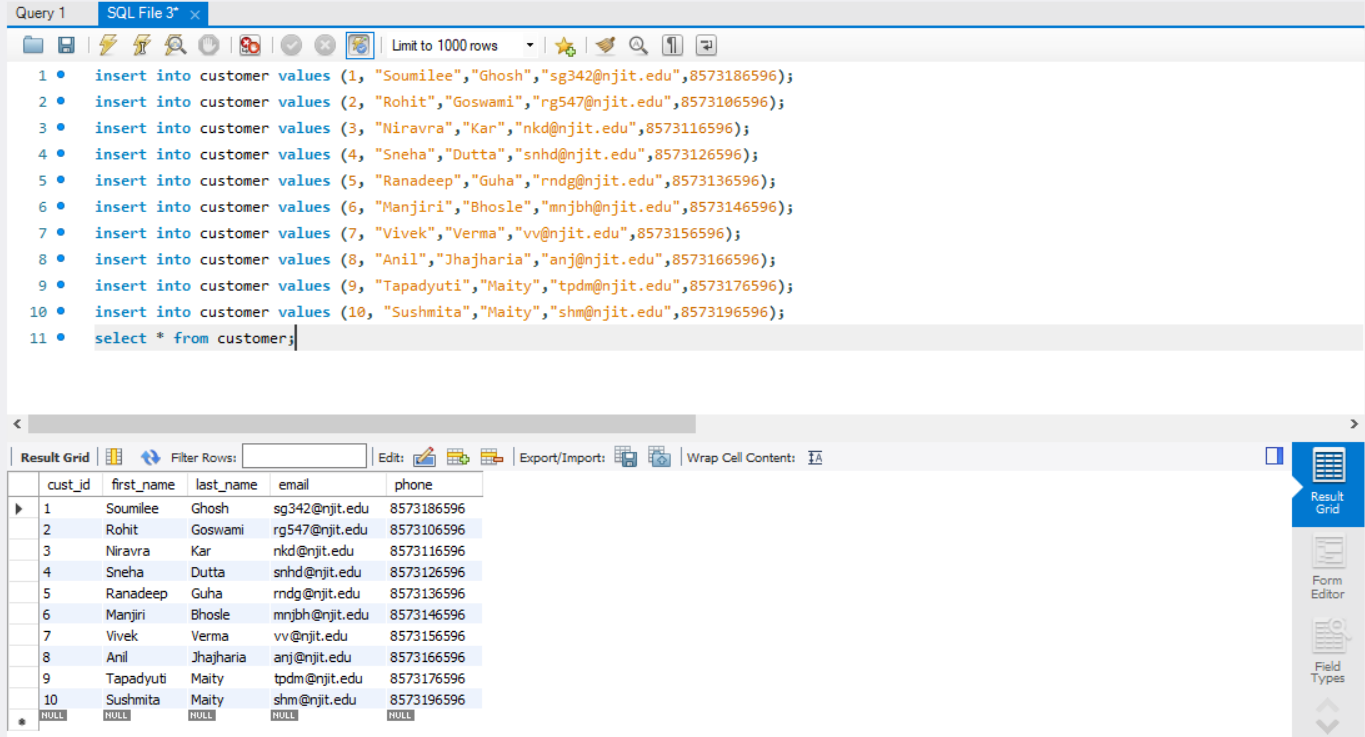 Query 1 SQL File 3* ×
Limit to 1000 rows
1 insert into customer values (1, "Soumilee","Ghosh","sg342@njit.edu",8573186596);
2 insert into customer values (2, "Rohit","Goswami","rg547@njit.edu",8573106596);
3 insert into customer values (3, "Niravra","Kar","nkd@njit.edu",8573116596);
4 insert into customer values (4, "Sneha","Dutta","snhd@njit.edu",8573126596);
5 insert into customer values (5, "Ranadeep","Guha","rndg@njit.edu",8573136596);
6 insert into customer values (6, "Manjiri","Bhosle","mnjbh@njit.edu",8573146596);
7 insert into customer values (7, "Vivek","Verma","vv@njit.edu",8573156596);
8 insert into customer values (8, "Anil","Jhajharia","anj@njit.edu",8573166596);
9 insert into customer values (9, "Tapadyuti","Maity","tpdm@njit.edu",8573176596);
10 insert into customer values (10, "Sushmita","Maity","shm@njit.edu",8573196596);
11 select * from customer;
Result Grid Filter Rows: Edit: Export/Import: Wrap Cell Content: IA
cust_id first_name last_name email phone
1 Soumilee Ghosh sg342@njit.edu 8573186596
2 Rohit Goswami rg547@njit.edu 8573106596
3 Niravra Kar nkd@njit.edu 8573116596
4 Sneha Dutta snhd@njit.edu 8573126596
5 Ranadeep Guha rndg@njit.edu 8573136596
6 Manjiri Bhosle mnjbh@njit.edu 8573146596
7 Vivek Verma vv@njit.edu 8573156596
8 Anil Jhajharia anj@njit.edu 8573166596
9 Tapadyuti Maity tpdm@njit.edu 8573176596
10 Sushmita Maity shm@njit.edu 8573196596
NULL NULL NULL NULL NULL
Result
Grid
Form
Editor
Field
Types